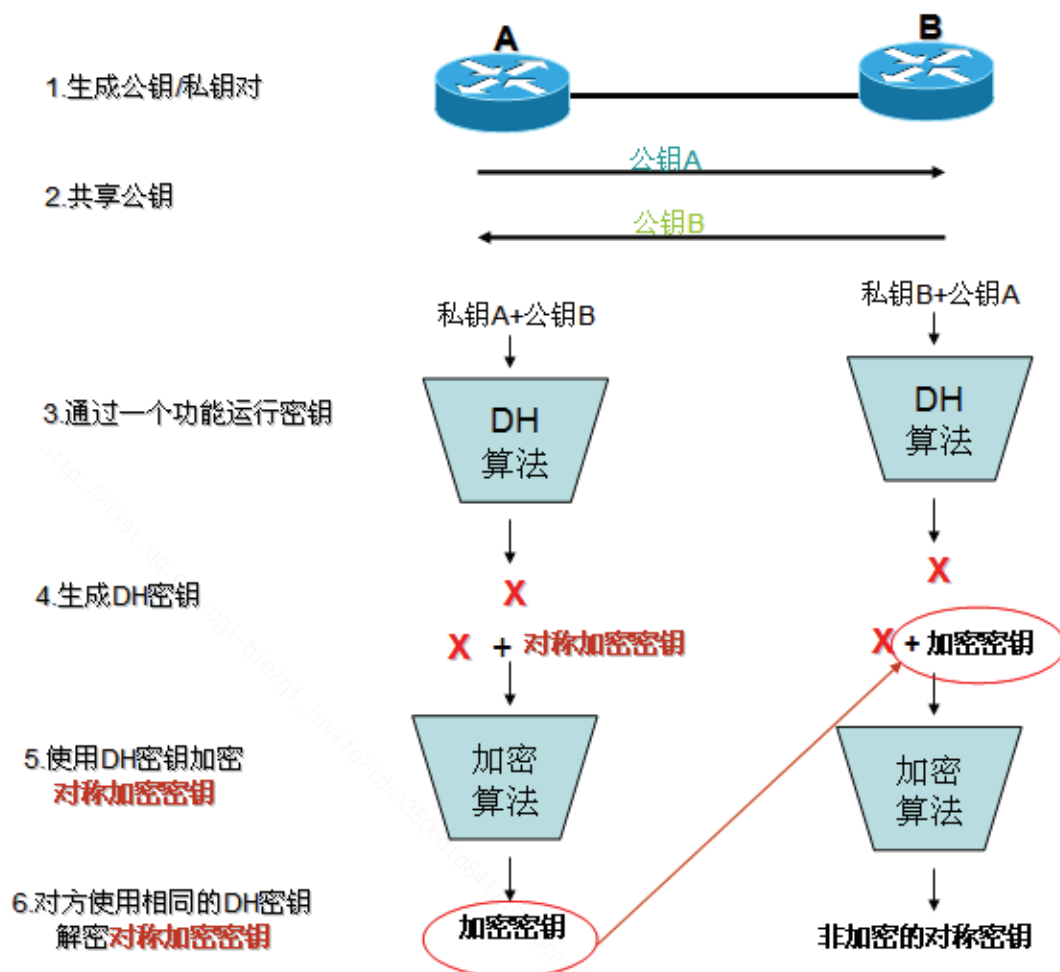 A
B
1.生成公钥/私钥对
公钥A
2.共享公钥
公钥B
私钥A+公钥B
私钥B+公钥A
3.通过一个功能运行密钥
DH
算法
DH
算法
4.生成DH密钥
X
X
X + 对称加密密钥
X + 加密密钥
5.使用DH密钥加密
对称加密密钥
加密
算法
加密
算法
6.对方使用相同的DH密钥
解密对称加密密钥
加密密钥
非加密的对称密钥